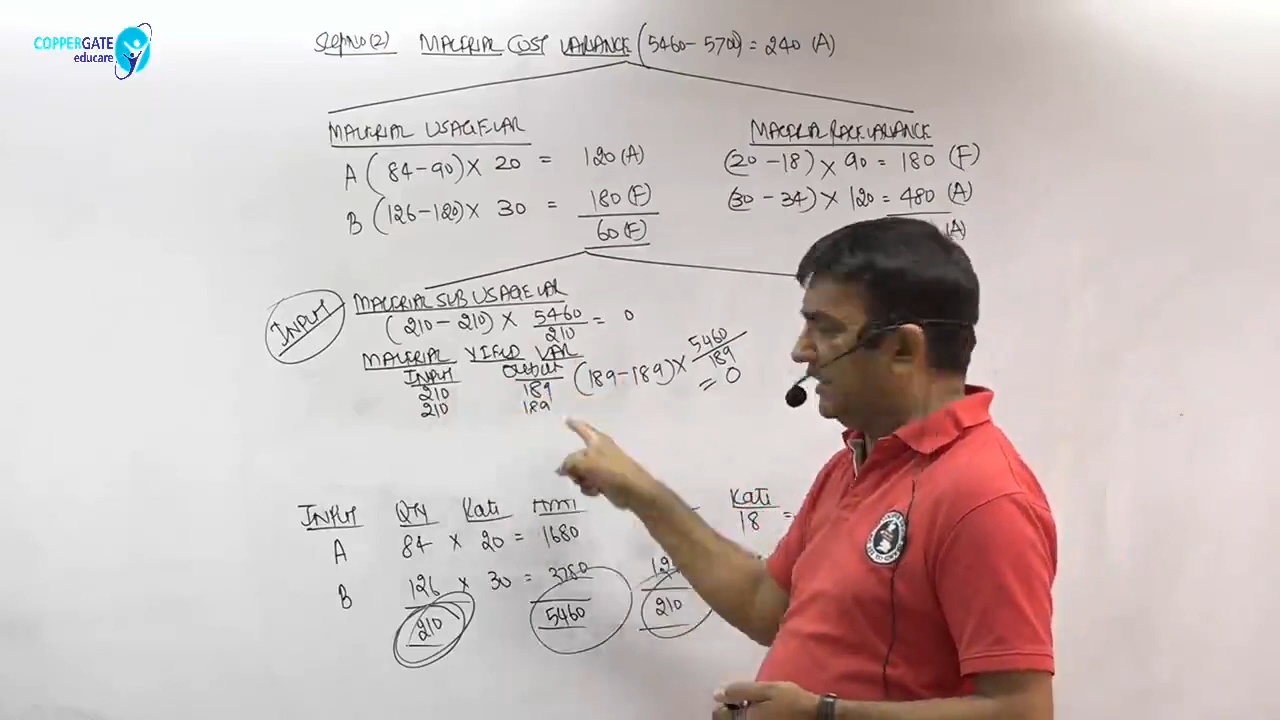 COPPERGATE
educare
Step no (2) MATERIAL COST VARIANCE (5460 - 5700) = 240 (A)
MATERIAL USAGE VAR
A (84-90) × 20 = 120 (A)
B (126-120) × 30 = 180 (F)
60 (F)
MATERIAL RATE VARIANCE
(20 - 18) × 90 = 180 (F)
(30 - 34) × 120 = 480 (A)
(A)
INPUT
MATERIAL SUB USAGE VAR
(210 - 210) × 5460/210 = 0
MATERIAL YIELD VAR
INPUT OUTPUT
210 189
210 189
(189-189) × 5460/189
= 0
INPUT QTY Rate AMT Rate
A 84 × 20 = 1680 18 =
B 126 × 30 = 3780
210 5460 210